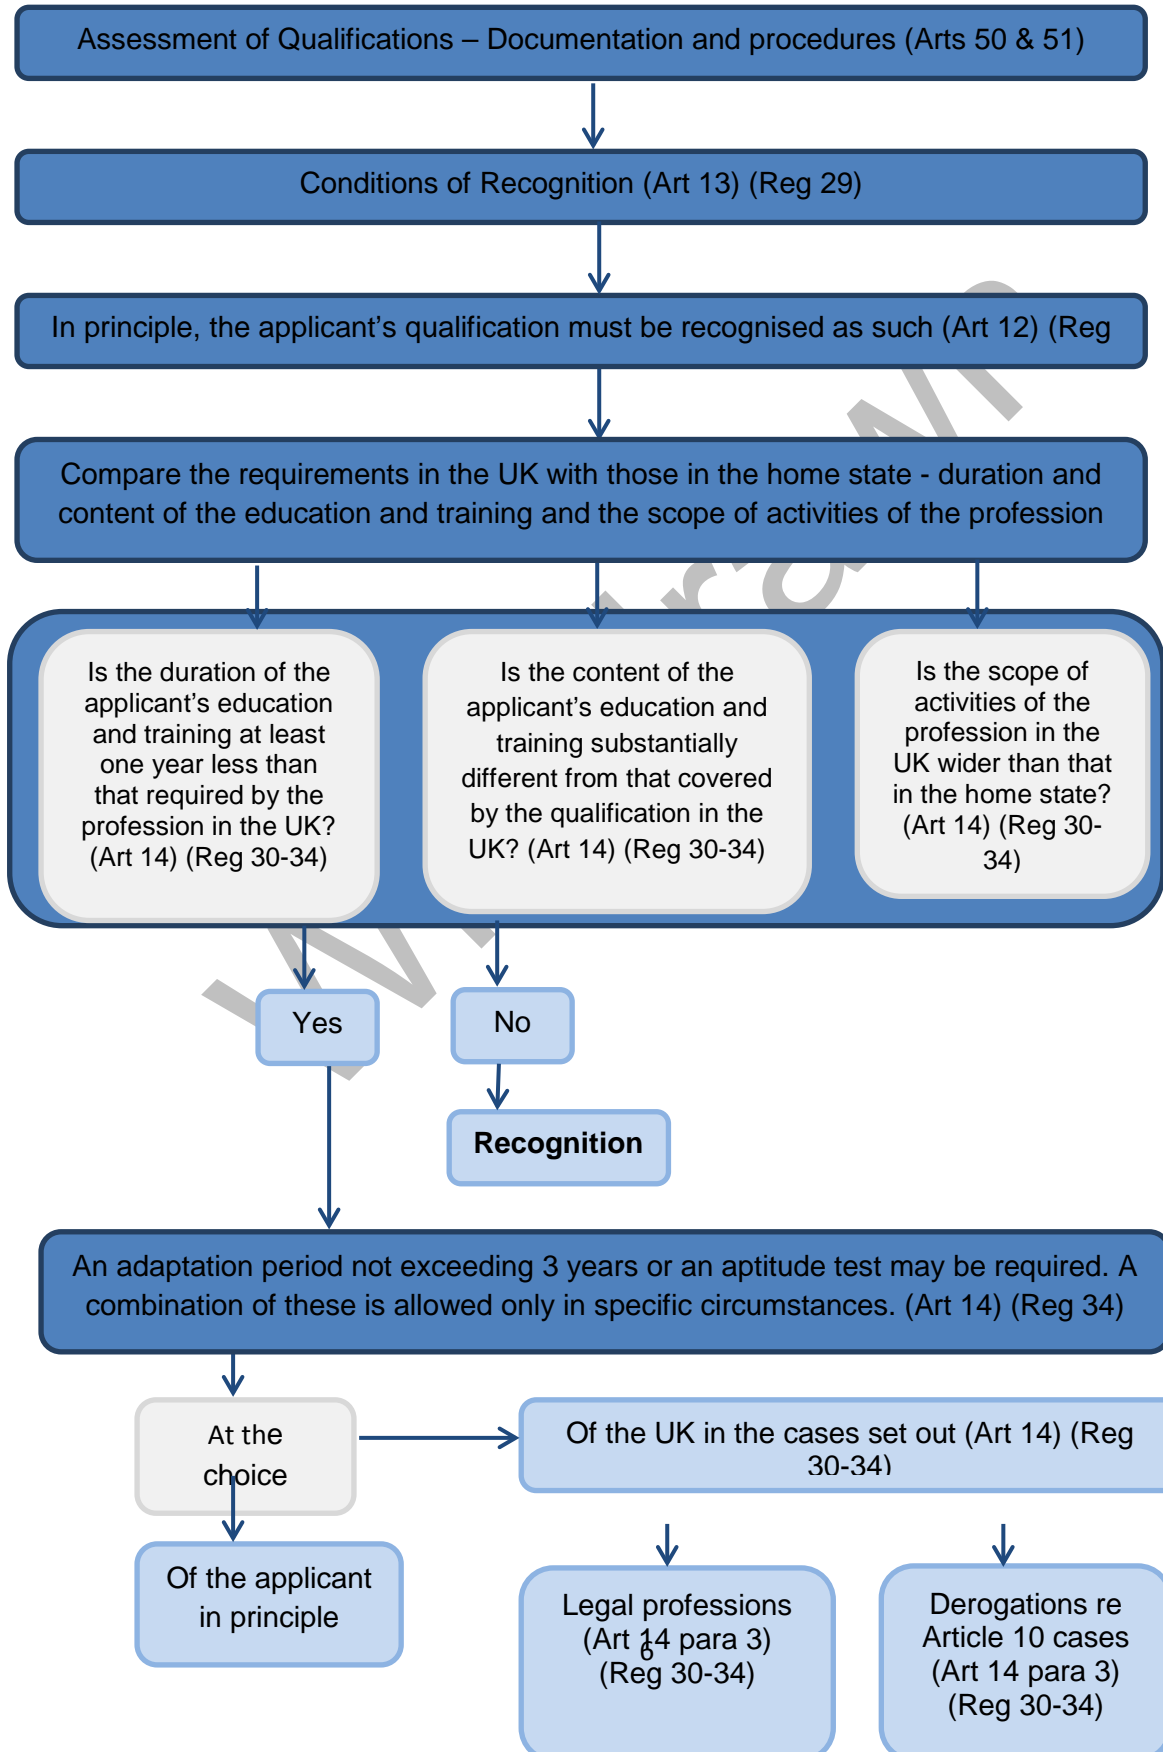 Assessment of Qualifications – Documentation and procedures (Arts 50 & 51)
Conditions of Recognition (Art 13) (Reg 29)
In principle, the applicant’s qualification must be recognised as such (Art 12) (Reg
Compare the requirements in the UK with those in the home state - duration and
content of the education and training and the scope of activities of the profession
Is the duration of the
applicant’s education
and training at least
one year less than
that required by the
profession in the UK?
(Art 14) (Reg 30-34)
Is the content of the
applicant’s education and
training substantially
different from that covered
by the qualification in the
UK? (Art 14) (Reg 30-34)
Is the scope of
activities of the
profession in the
UK wider than that
in the home state?
(Art 14) (Reg 30-
34)
Yes
No
Recognition
An adaptation period not exceeding 3 years or an aptitude test may be required. A
combination of these is allowed only in specific circumstances. (Art 14) (Reg 34)
At the
choice
Of the UK in the cases set out (Art 14) (Reg
30-34)
Of the applicant
in principle
Legal professions
(Art 14 para 3)
6
(Reg 30-34)
Derogations re
Article 10 cases
(Art 14 para 3)
(Reg 30-34)